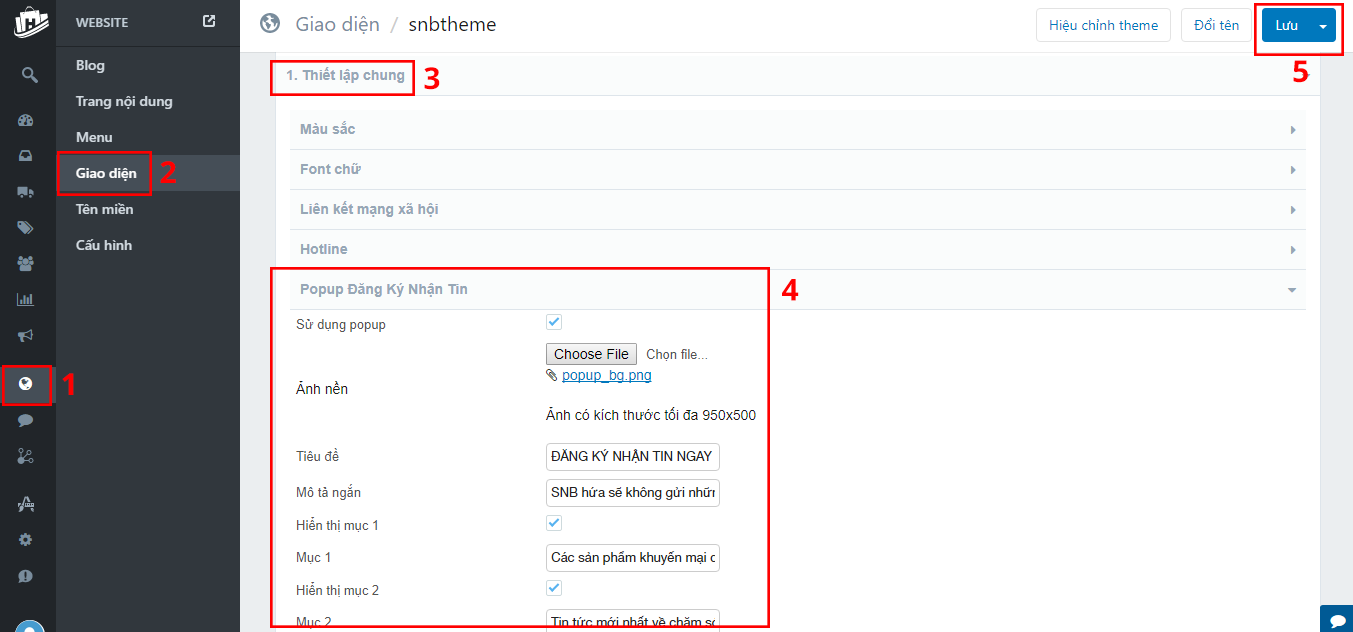 WEBSITE
Blog
Trang nội dung
Menu
Giao diện
2
Tên miền
Cấu hình
1
Giao diện / snbtheme
Hiệu chỉnh theme
Đổi tên
Lưu
5
1. Thiết lập chung
3
Màu sắc
Font chữ
Liên kết mạng xã hội
Hotline
Popup Đăng Ký Nhận Tin
4
Sử dụng popup
Choose File Chọn file...
popup_bg.png
Ảnh nền
Ảnh có kích thước tối đa 950x500
Tiêu đề ĐĂNG KÝ NHẬN TIN NGAY
Mô tả ngắn SNB hứa sẽ không gửi nhữn
Hiển thị mục 1
Mục 1 Các sản phẩm khuyến mại
Hiển thị mục 2
Mục 2 Tin tức mới nhất về chăm